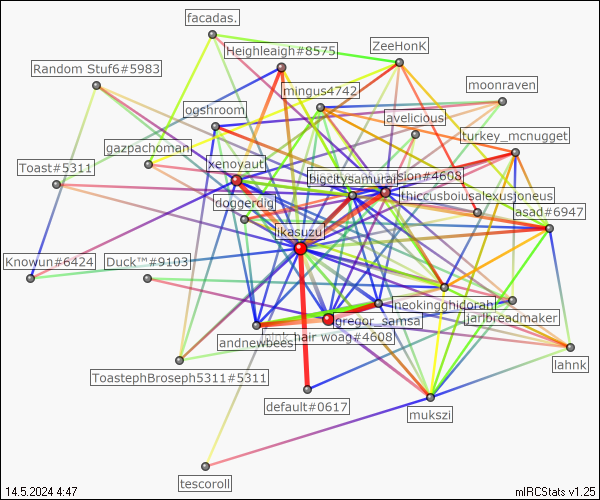 facadas.
Heighleagh#8575
ZeeHonK
Random Stuf6#5983
mingus4742
moonraven
ogshroom
avelicious
turkey_mcnugget
gazpachoman
xenoyaut
Toast#5311
bigcitysamurai
sion#4608
thiccusboiusalexusjoneus
doggerdig
asad#6947
ikasuzu
Knowun#6424
Duck™#9103
neokingghidorah
jarlbreadmaker
gregor_samsa
andnewbees
pink hair woag#4608
lahnk
ToastephBroseph5311#5311
default#0617
mukszi
tescoroll
14.5.2024 4:47
mIRCStats v1.25